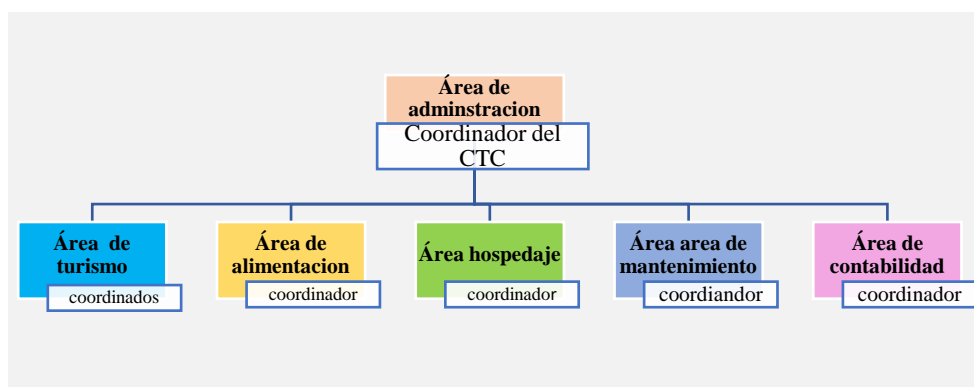 Área de
adminstracion
Coordinador del
CTC
Área de
turismo
coordinados
Área de
alimentacion
coordinador
Área hospedaje
coordinador
Área area de
mantenimiento
coordiandor
Área de
contabilidad
coordinador